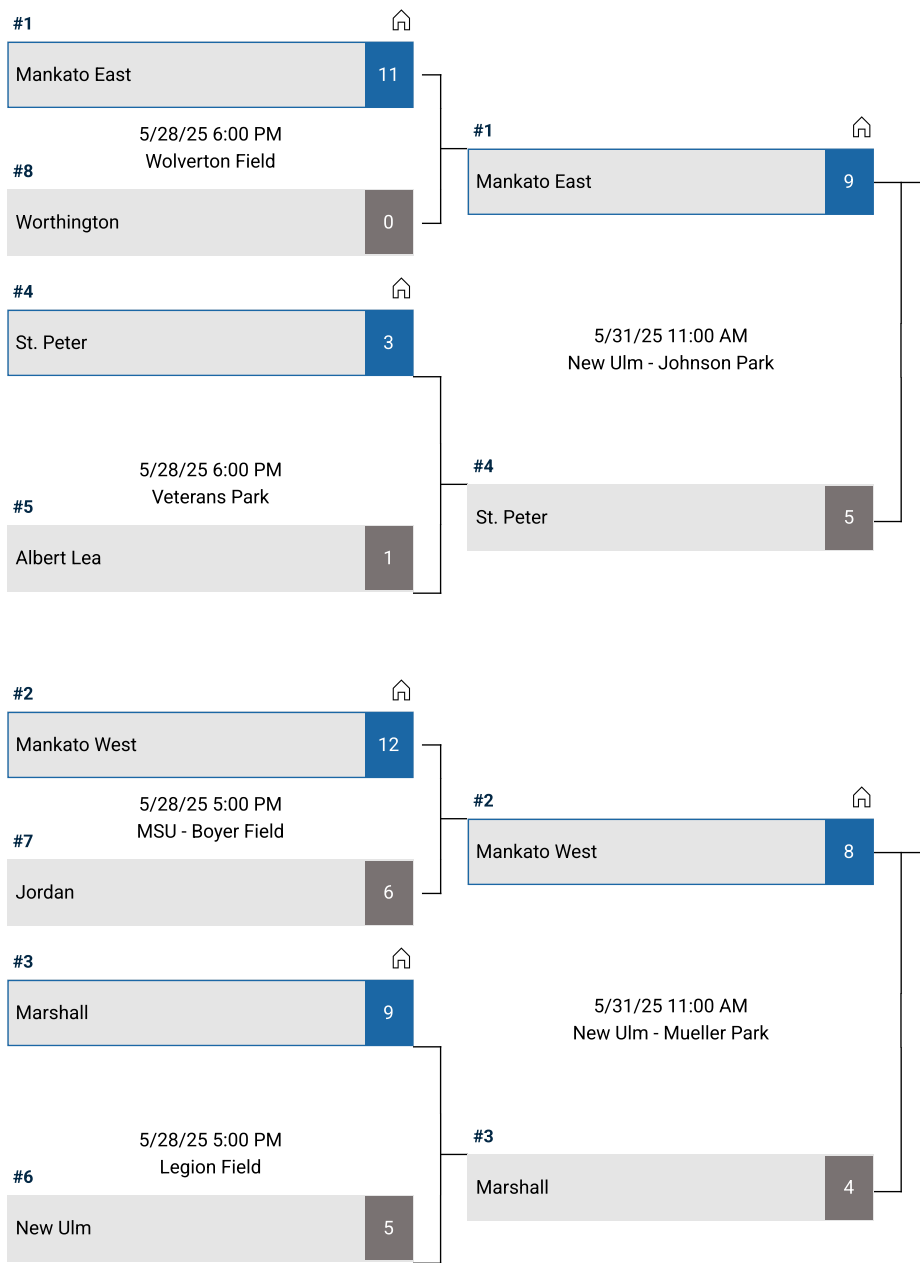 #1
Mankato East
11
5/28/25 6:00 PM
Wolverton Field
#8
Worthington
0
#4
St. Peter
3
5/28/25 6:00 PM
Veterans Park
#5
Albert Lea
1
#1
Mankato East
9
5/31/25 11:00 AM
New Ulm - Johnson Park
#4
St. Peter
5
#2
Mankato West
12
5/28/25 5:00 PM
MSU - Boyer Field
#7
Jordan
6
#3
Marshall
9
5/28/25 5:00 PM
Legion Field
#6
New Ulm
5
#2
Mankato West
8
5/31/25 11:00 AM
New Ulm - Mueller Park
#3
Marshall
4